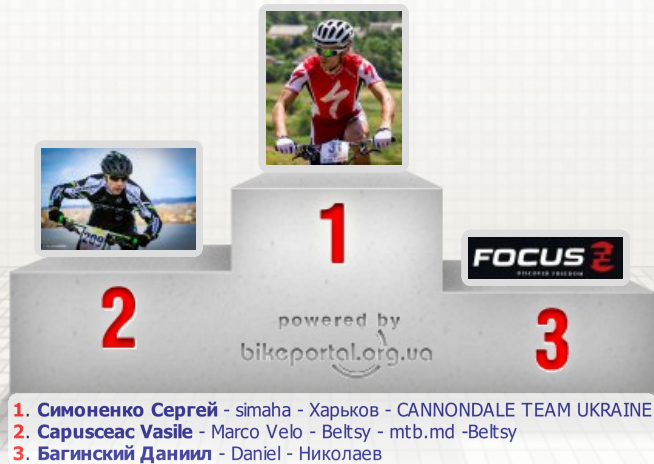 FOCUS
1
2
3
powered by
bikeportal.org.ua
1. Симоненко Сергей - simaha - Харьков - CANNONDALE TEAM UKRAINE
2. Capusceac Vasile - Marco Velo - Beltsy - mtb.md -Beltsy
3. Багинский Даниил - Daniel - Николаев